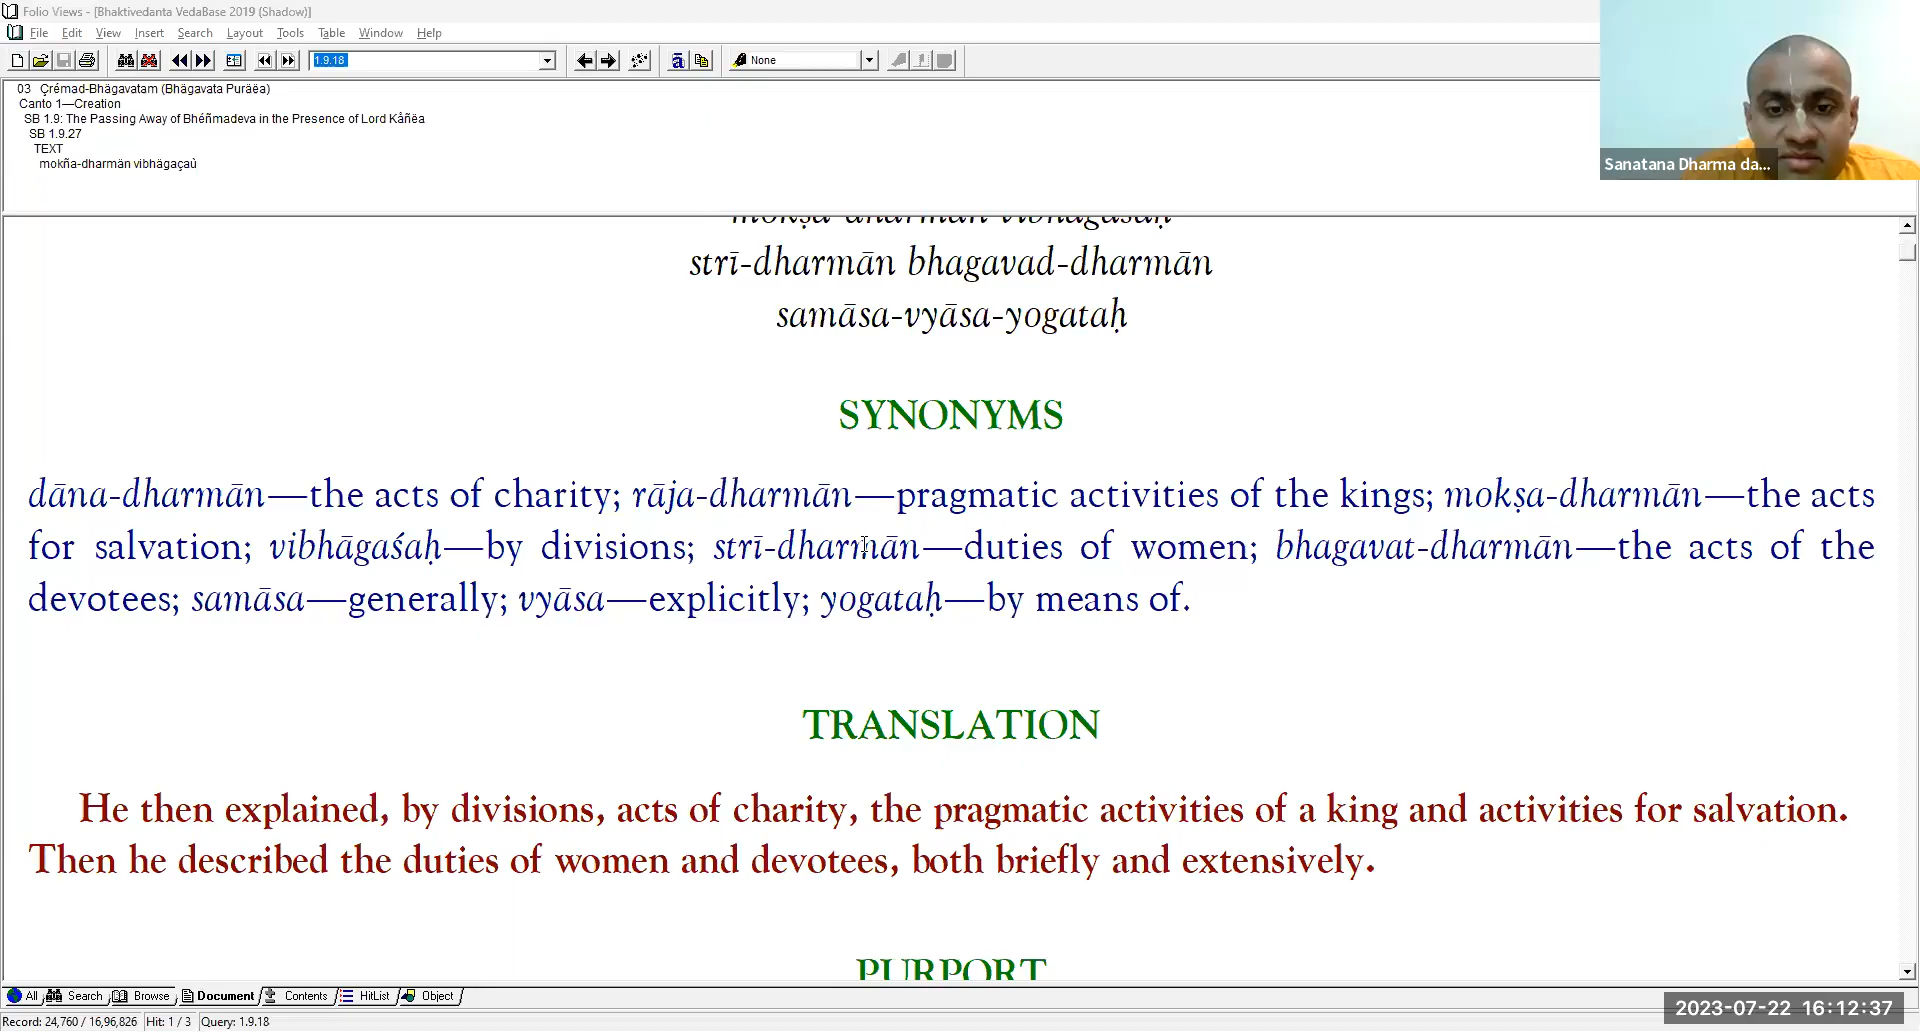 Folio Views - [Bhaktivedanta VedaBase 2019 (Shadow)]
File Edit View Insert Search Layout Tools Table Window Help
1.9.18 None
03 Çrémad-Bhägavatam (Bhägavata Puräëa)
Canto 1—Creation
SB 1.9: The Passing Away of Bhéñmadeva in the Presence of Lord Kåñëa
SB 1.9.27
TEXT
mokña-dharmän vibhägaçaù
Sanatana Dharma da...
mokṣa-dharmān vibhāgaśaḥ
strī-dharmān bhagavad-dharmān
samāsa-vyāsa-yogataḥ
SYNONYMS
dāna-dharmān—the acts of charity; rāja-dharmān—pragmatic activities of the kings; mokṣa-dharmān—the acts
for salvation; vibhāgaśaḥ—by divisions; strī-dharmān—duties of women; bhagavat-dharmān—the acts of the
devotees; samāsa—generally; vyāsa—explicitly; yogataḥ—by means of.
TRANSLATION
He then explained, by divisions, acts of charity, the pragmatic activities of a king and activities for salvation.
Then he described the duties of women and devotees, both briefly and extensively.
PURPORT
All Search Browse Document Contents HitList Object
2023-07-22 16:12:37
Record: 24,760 / 16,96,826 Hit: 1 / 3 Query: 1.9.18